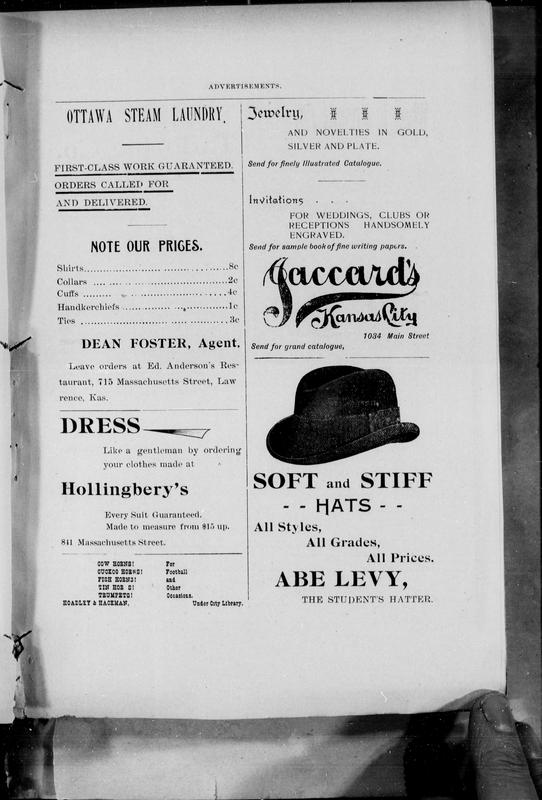 ADVERTISEMENTS.
OTTAWA STEAM LAUNDRY.
FIRST-CLASS WORK GUARANTEED.
ORDERS CALLED FOR
AND DELIVERED.
NOTE OUR PRICES.
Shirts..........8c
Collars ..........2c
Cuffs ..........4c
Handkerchiefs ..........1c
Ties ..........3c
DEAN FOSTER, Agent.
Leave orders at Ed. Anderson's Res-
taurant, 715 Massachusetts Street, Law
rence, Kas.
DRESS
Like a gentleman by ordering
your clothes made at
Hollingbery's
Every Suit Guaranteed.
Made to measure from $15 up.
841 Massachusetts Street.
COW HORNS! For
CUCKOO HORNS! Football
FISH HORNS! and
TIN HOR S! Other
TRUMPETS! Occasions.
HOADLEY & HACKMAN, Under City Library.
Jewelry,
AND NOVELTIES IN GOLD,
SILVER AND PLATE.
Send for finely Illustrated Catalogue.
Invitations . . .
FOR WEDDINGS, CLUBS OR
RECEPTIONS HANDSOMELY
ENGRAVED.
Send for sample book of fine writing papers.
Jaccard's
Kansas City
1034 Main Street
Send for grand catalogue,
SOFT and STIFF
- - HATS - -
All Styles,
All Grades,
All Prices.
ABE LEVY,
THE STUDENT'S HATTER.